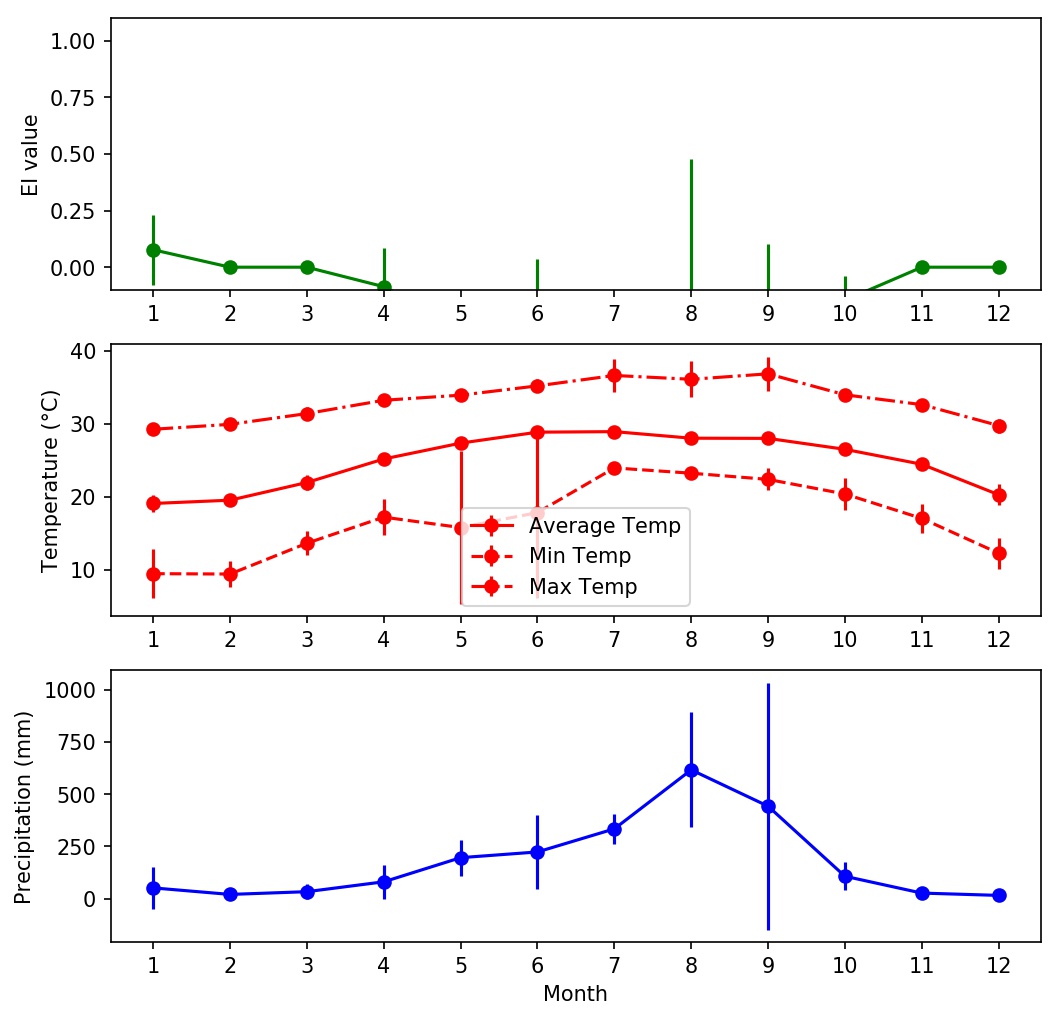 EI value
1.00
0.75
0.50
0.25
0.00
1 2 3 4 5 6 7 8 9 10 11 12
Temperature (°C)
40
30
20
10
Average Temp
Min Temp
Max Temp
1 2 3 4 5 6 7 8 9 10 11 12
Precipitation (mm)
1000
750
500
250
0
1 2 3 4 5 6 7 8 9 10 11 12
Month